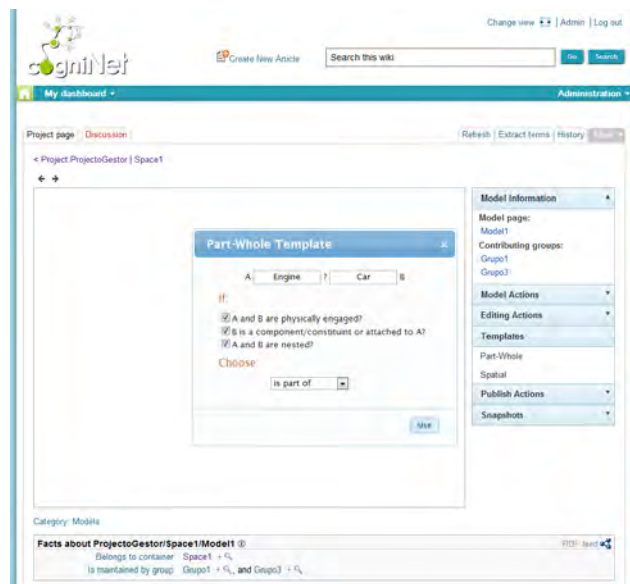 Change view | Admin | Log out
cogniNet
Create New Article
Search this wiki
Go
Search
My dashboard
Administration
Project page
Discussion
Refresh | Extract terms | History
< Project:ProjectoGestor | Space1
Model Information
Model page:
Model1
Contributing groups:
Grupo1
Grupo3
Model Actions
Editing Actions
Templates
Part-Whole
Spatial
Publish Actions
Snapshots
Part-Whole Template
x
A Engine ? Car B
If:
A and B are physically engaged?
B is a component/constituent or attached to A?
A and B are nested?
Choose
is part of
Use
Category: Models
Facts about ProjectoGestor/Space1/Model1
RDF feed
Belongs to container Space1 +
Is maintained by group Grupo1 + , and Grupo3 +